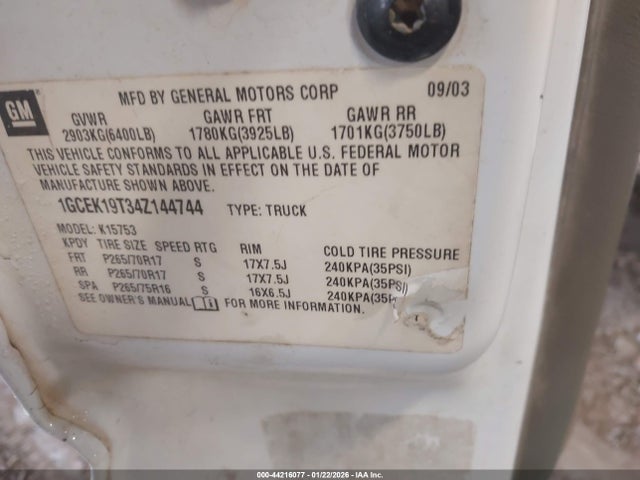 MFD BY GENERAL MOTORS CORP 09/03
GM
GVWR GAWR FRT GAWR RR
2903KG(6400LB) 1780KG(3925LB) 1701KG(3750LB)
THIS VEHICLE CONFORMS TO ALL APPLICABLE U.S. FEDERAL MOTOR
VEHICLE SAFETY STANDARDS IN EFFECT ON THE DATE OF
MANUFACTURE SHOWN ABOVE.
1GCEK19T34Z144744 TYPE: TRUCK
MODEL: K15753
KPDY TIRE SIZE SPEED RTG RIM COLD TIRE PRESSURE
FRT P265/70R17 S 17X7.5J 240KPA(35PSI)
RR P265/70R17 S 17X7.5J 240KPA(35PSI)
SPA P265/75R16 S 16X6.5J 240KPA(35P
SEE OWNER'S MANUAL FOR MORE INFORMATION.
000-44216077 - 01/22/2026 - IAA Inc.